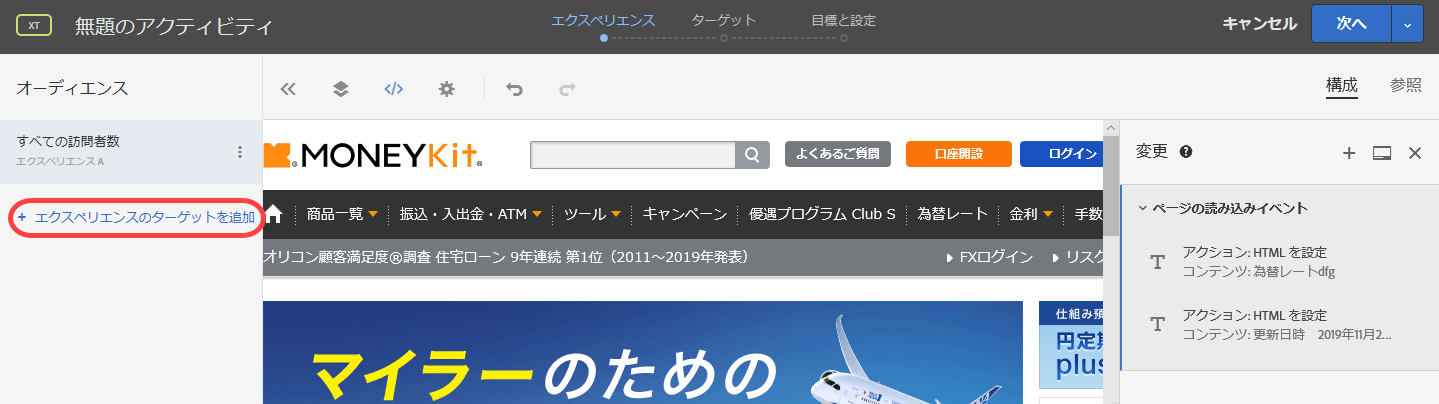 XT
無題のアクティビティ
エクスペリエンス
ターゲット
目標と設定
キャンセル
次へ
オーディエンス
</>
構成
参照
すべての訪問者数
エクスペリエンス A
+ エクスペリエンスのターゲットを追加
MONEYKit
よくあるご質問
口座開設
ログイン
商品一覧
振込・入出金・ATM
ツール
キャンペーン
優遇プログラム Club S
為替レート
金利
手数
オリコン顧客満足度®調査 住宅ローン 9年連続 第1位（2011～2019年発表）
FXログイン
リスク
マイラーのための
仕組み預
円定期
plus
変更
ページの読み込みイベント
アクション: HTML を設定
コンテンツ: 為替レートdfg
アクション: HTML を設定
コンテンツ: 更新日時　2019年11月2...